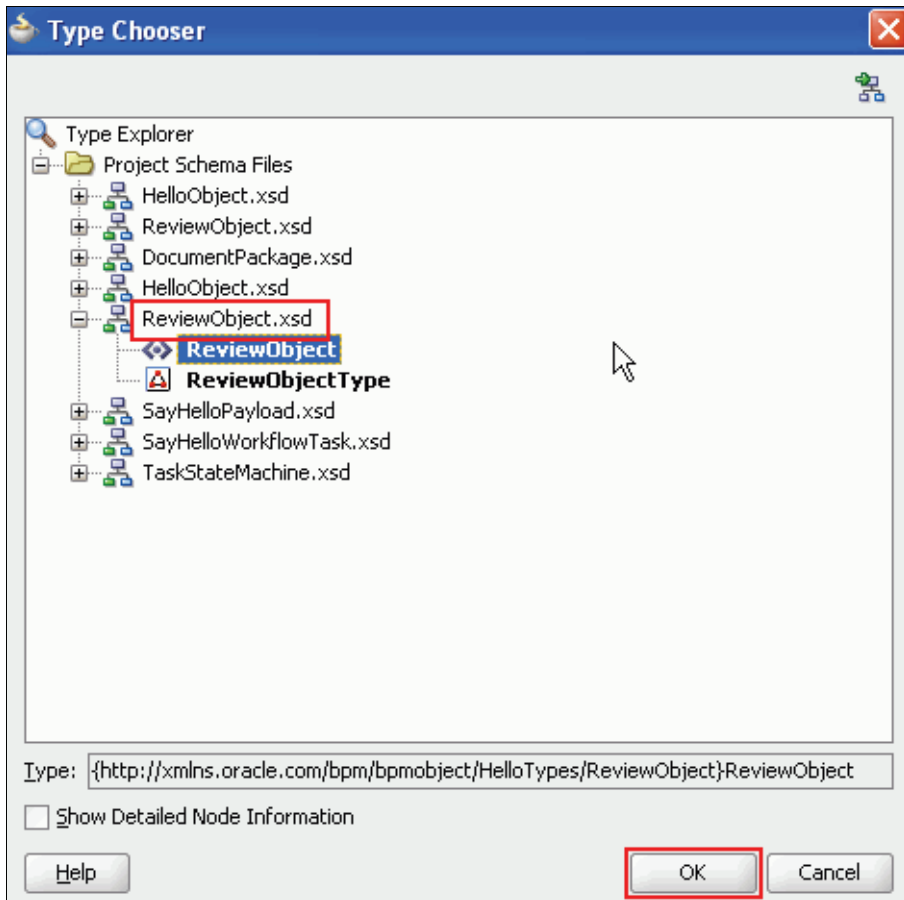 Type Chooser
Type Explorer
Project Schema Files
HelloObject.xsd
ReviewObject.xsd
DocumentPackage.xsd
HelloObject.xsd
ReviewObject.xsd
ReviewObject
ReviewObjectType
SayHelloPayload.xsd
SayHelloWorkflowTask.xsd
TaskStateMachine.xsd
Type: {http://xmlns.oracle.com/bpm/bpmobject/HelloTypes/ReviewObject}ReviewObject
Show Detailed Node Information
Help OK Cancel